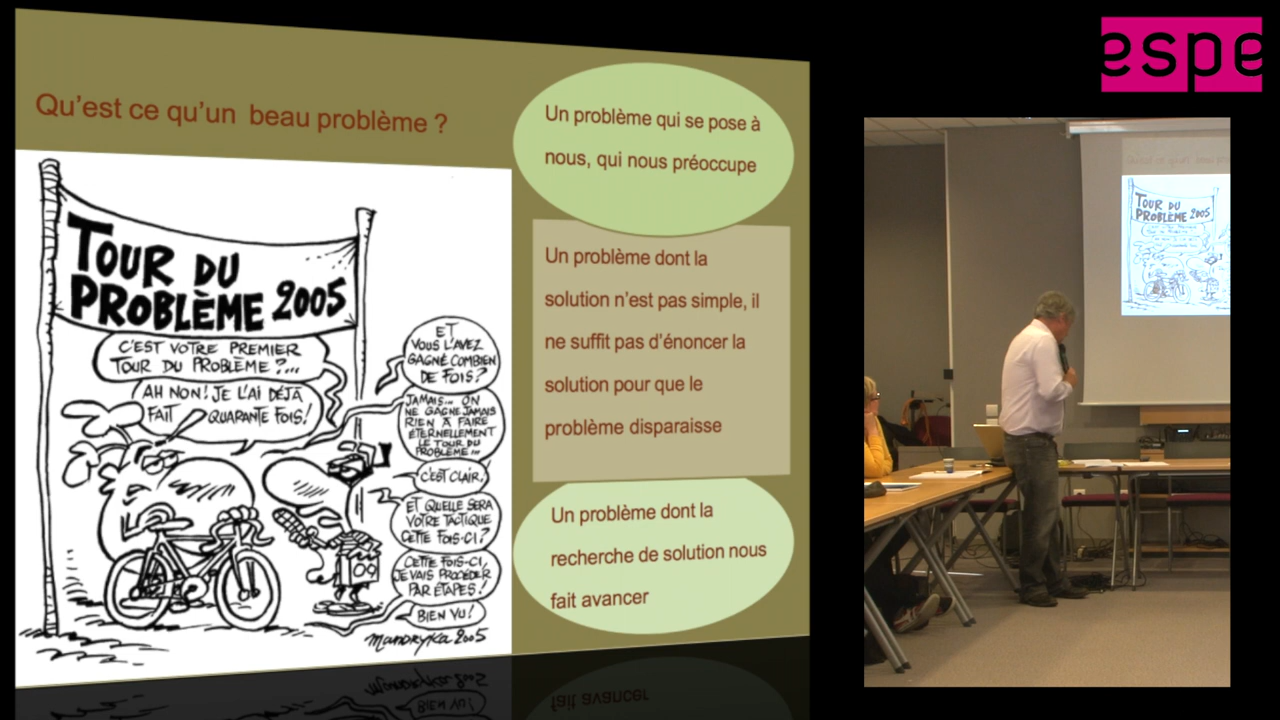 espe
Qu'est ce qu'un beau problème ?
Un problème qui se pose à
nous, qui nous préoccupe
Un problème dont la
solution n'est pas simple, il
ne suffit pas d'énoncer la
solution pour que le
problème disparaisse
Un problème dont la
recherche de solution nous
fait avancer
TOUR DU
PROBLÈME 2005
C'EST VOTRE PREMIER
TOUR DU PROBLÈME ?...
AH NON! JE L'AI DÉJÀ
FAIT QUARANTE FOIS!
ET
VOUS L'AVEZ
GAGNÉ COMBIEN
DE FOIS?
JAMAIS... ON
NE GAGNE JAMAIS
RIEN À FAIRE
ÉTERNELLEMENT
LE TOUR DU
PROBLÈME...
C'EST CLAIR!
ET QUELLE SERA
VOTRE TACTIQUE
CETTE FOIS-CI?
CETTE FOIS-CI,
JE VAIS PROCÉDER
PAR ÉTAPES!
BIEN VU!
MANDRYKA 2005
TOUR DU
PROBLÈME 2005